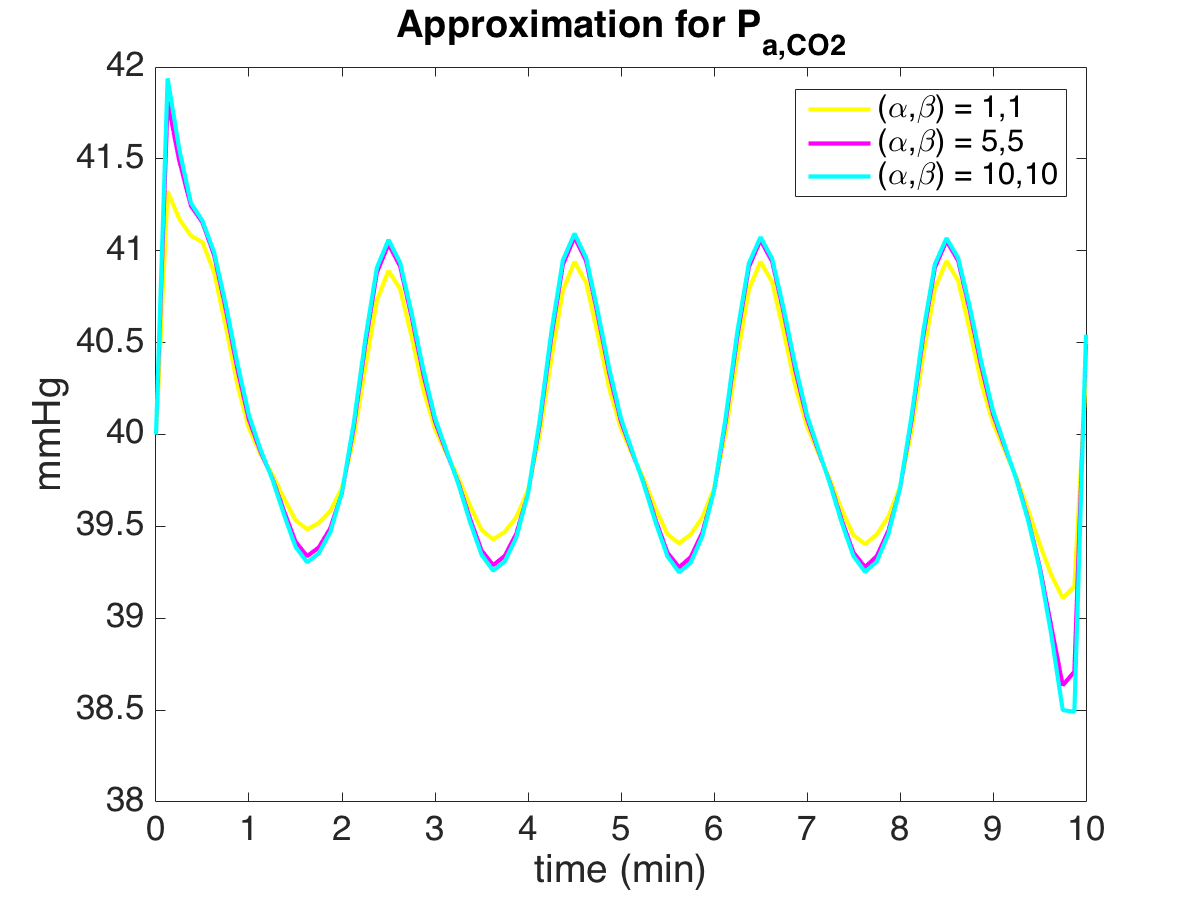 Approximation for P_a,CO2
42
41.5
41
40.5
40
39.5
39
38.5
38
mmHg
(α,β) = 1,1
(α,β) = 5,5
(α,β) = 10,10
0 1 2 3 4 5 6 7 8 9 10
time (min)